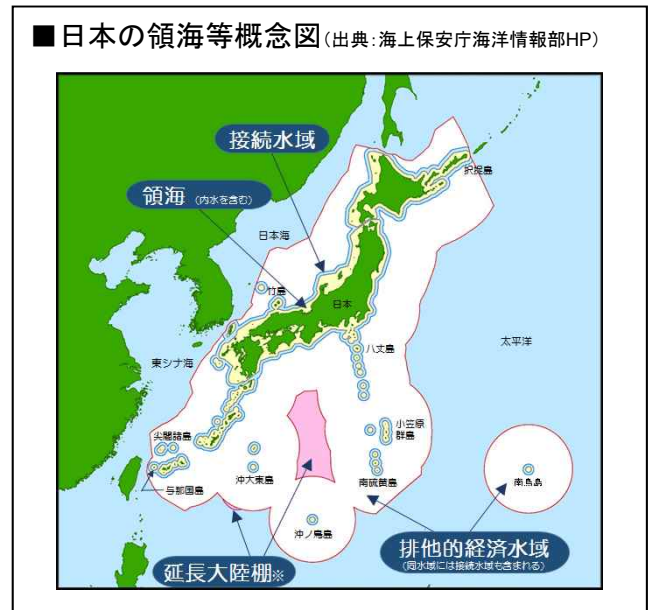 ■日本の領海等概念図(出典:海上保安庁海洋情報部HP)
接続水域
択捉島
領海 (内水を含む)
日本海
竹島
日本
太平洋
東シナ海
八丈島
尖閣諸島
小笠原
群島
沖大東島
南硫黄島
南鳥島
与那国島
沖ノ鳥島
排他的経済水域
(同水域には接続水域も含まれる)
延長大陸棚※